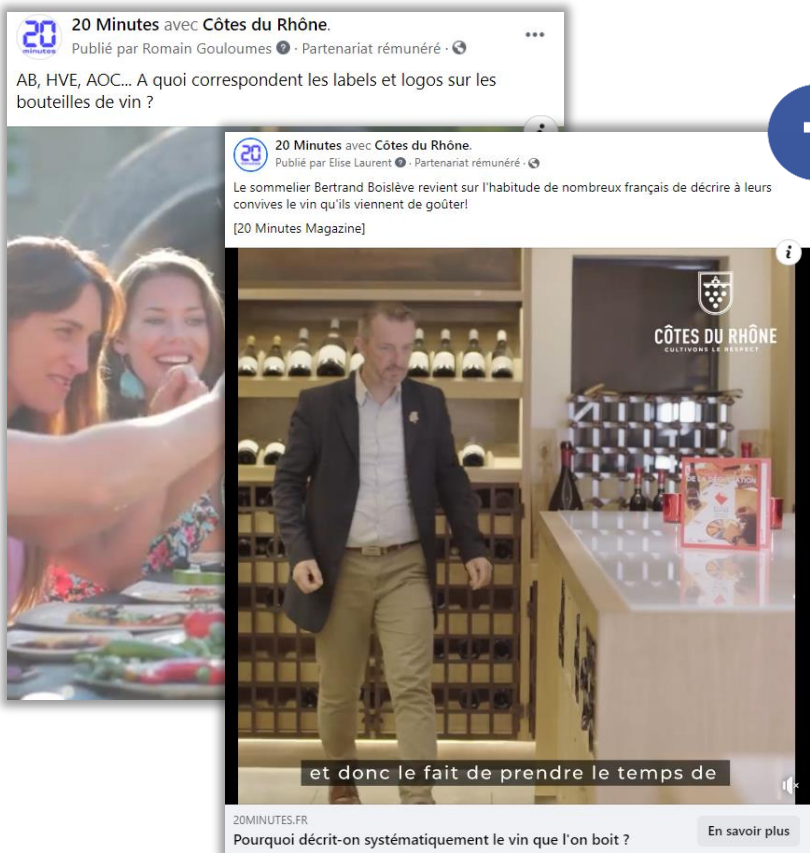 20 minutes
20 Minutes avec Côtes du Rhône.
Publié par Romain Gouloumes · Partenariat rémunéré ·
AB, HVE, AOC... A quoi correspondent les labels et logos sur les
bouteilles de vin ?
20
20 Minutes avec Côtes du Rhône.
Publié par Elise Laurent · Partenariat rémunéré ·
Le sommelier Bertrand Boislève revient sur l'habitude de nombreux français de décrire à leurs
convives le vin qu'ils viennent de goûter!
[20 Minutes Magazine]
CÔTES DU RHÔNE
CULTIVONS LE RESPECT
DE LA DÉGUSTATION
et donc le fait de prendre le temps de
20MINUTES.FR
Pourquoi décrit-on systématiquement le vin que l'on boit ?
En savoir plus